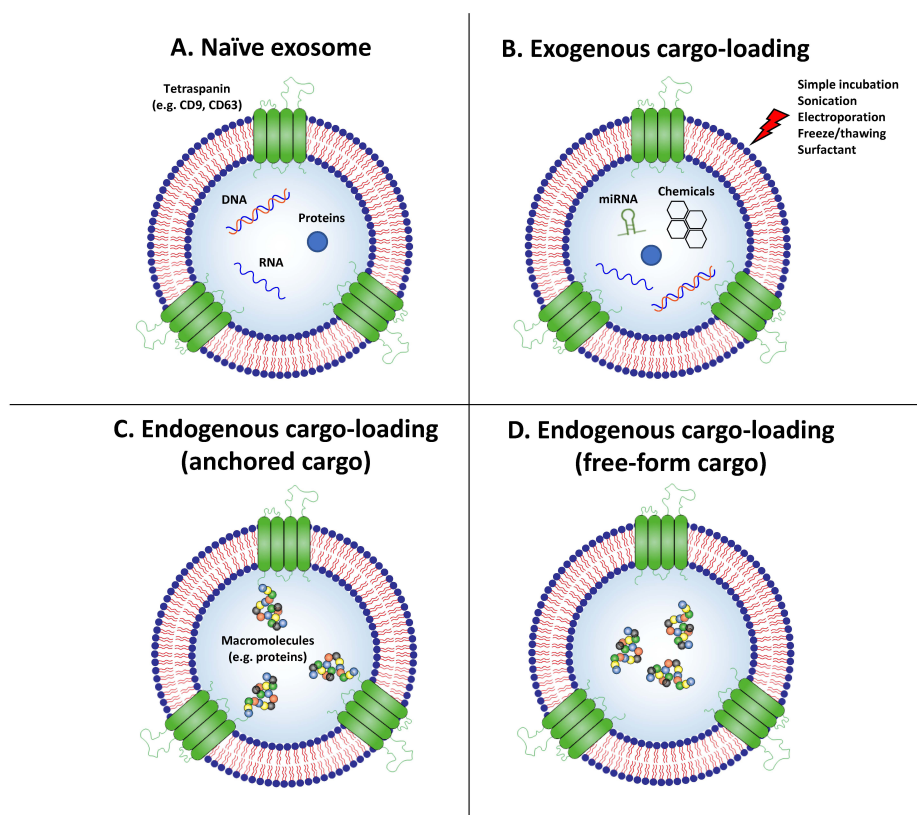 A. Naïve exosome
Tetraspanin
(e.g. CD9, CD63)
DNA
Proteins
RNA
B. Exogenous cargo-loading
Simple incubation
Sonication
Electroporation
Freeze/thawing
Surfactant
miRNA
Chemicals
C. Endogenous cargo-loading
(anchored cargo)
Macromolecules
(e.g. proteins)
D. Endogenous cargo-loading
(free-form cargo)